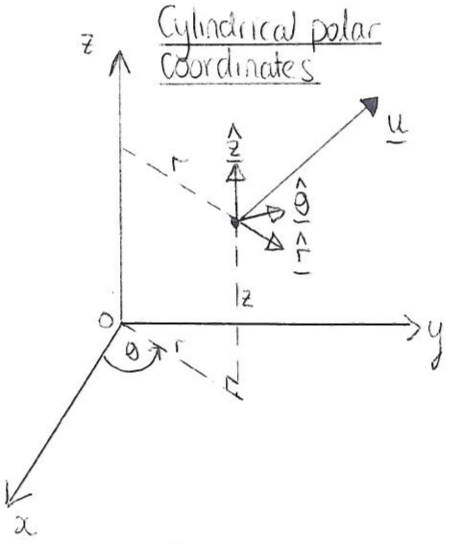 Cylindrical polar
Coordinates
z
r
u
ẑ
θ̂
r̂
z
O
y
θ
r
x